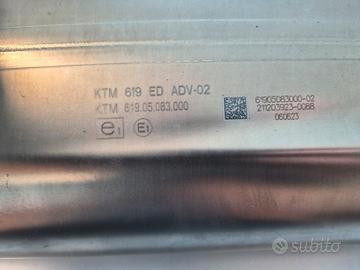 KTM 619 ED ADV-02
KTM 619.05.083.000
e1 E1
61905083000-02
211203923-0088
060623
subito